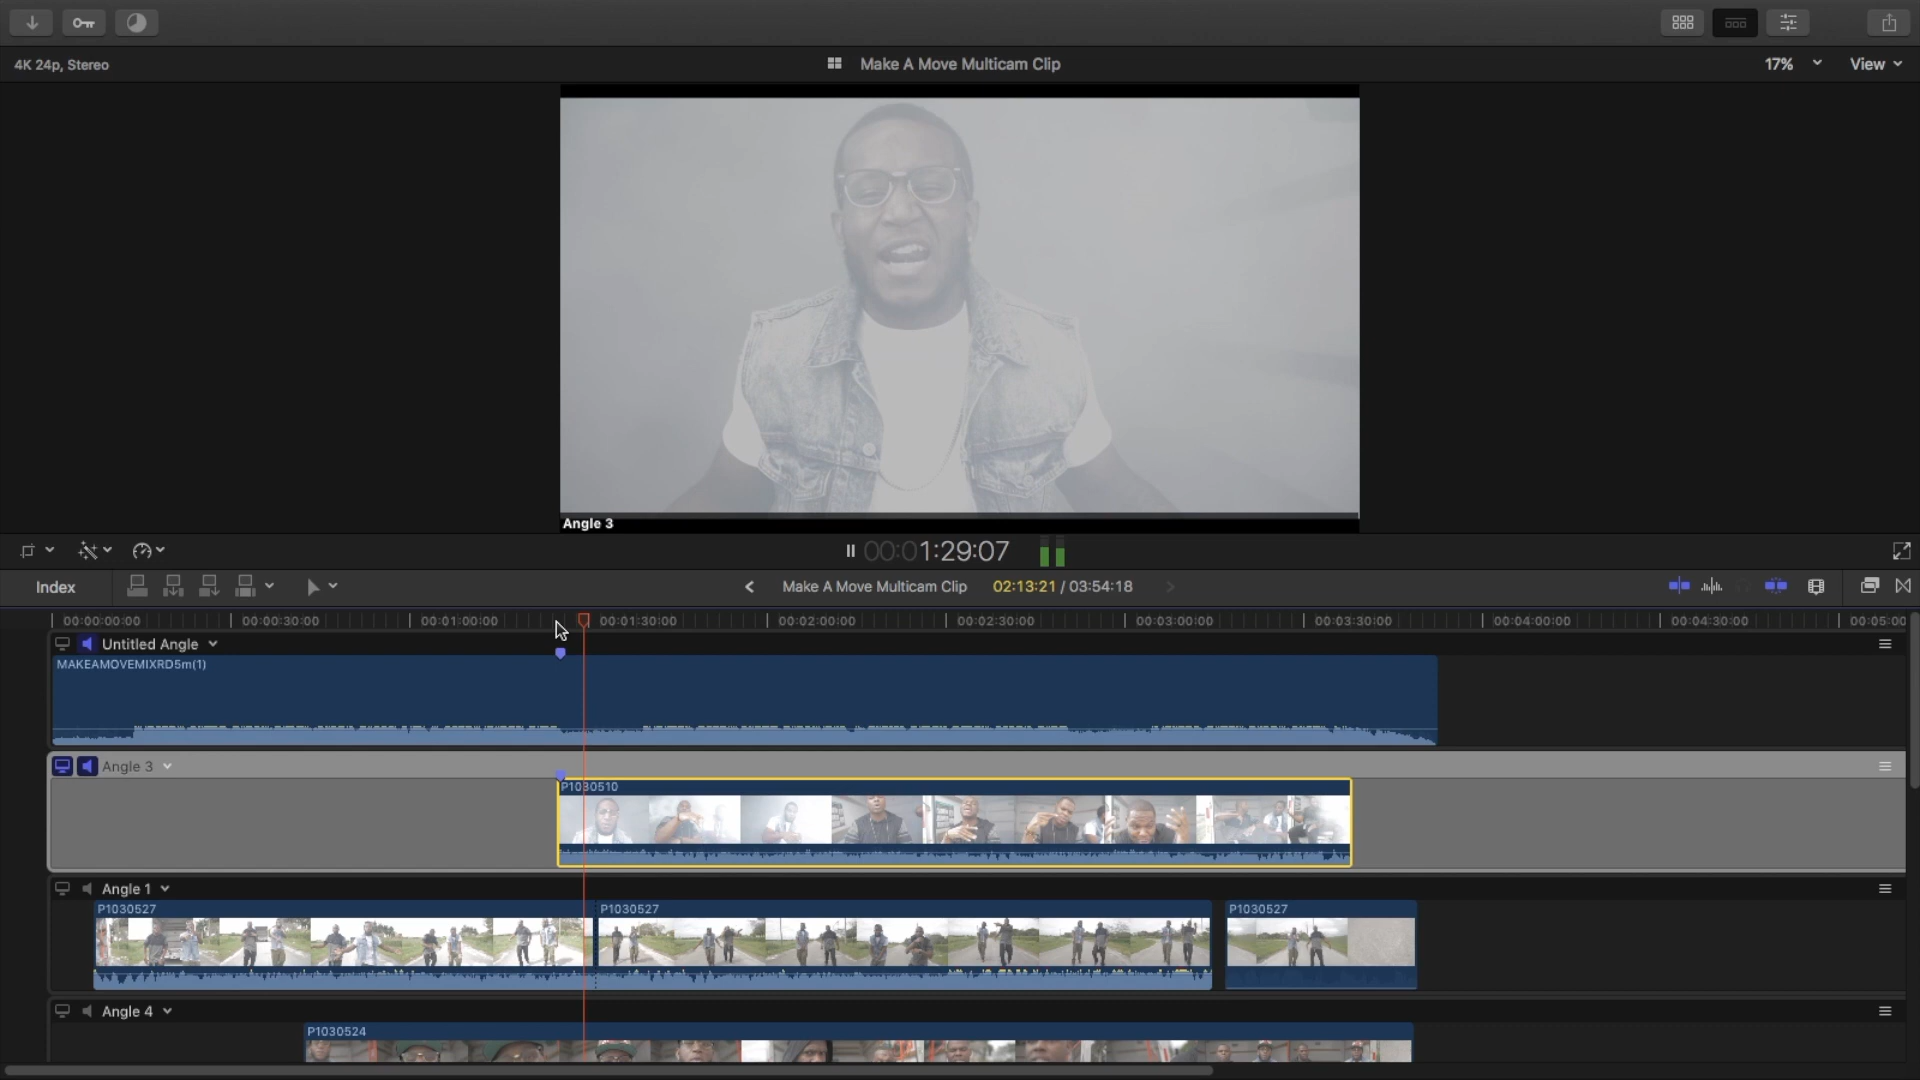 4K 24p, Stereo
Make A Move Multicam Clip
17%
View
Angle 3
00:01:29:07
Index
Make A Move Multicam Clip
02:13:21 / 03:54:18
00:00:00:00
00:00:30:00
00:01:00:00
00:01:30:00
00:02:00:00
00:02:30:00
00:03:00:00
00:03:30:00
00:04:00:00
00:04:30:00
00:05:00
Untitled Angle
MAKEAMOVEMIXRD5m(1)
Angle 3
P1030510
Angle 1
P1030527
P1030527
P1030527
Angle 4
P1030524